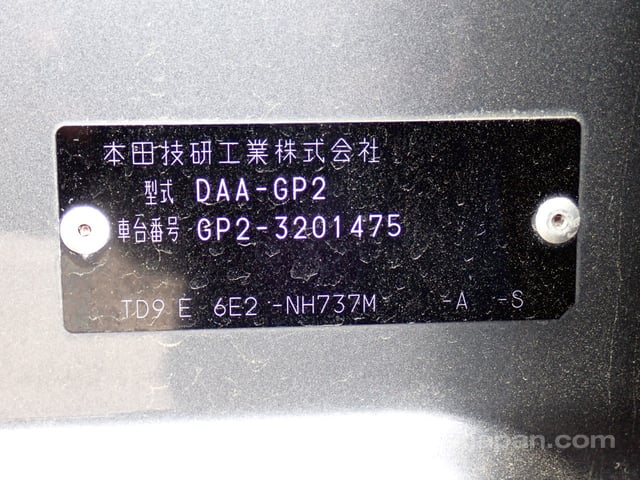 本田技研工業株式会社
型式 DAA-GP2
車台番号 GP2-3201475
TD9 E 6E2 -NH737M -A -S